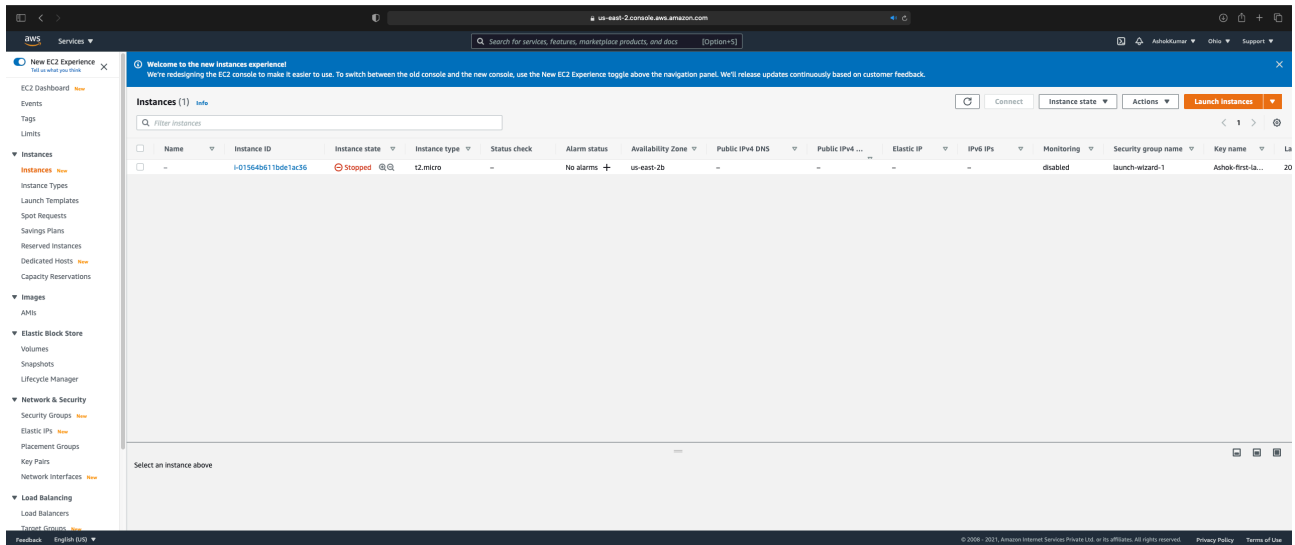 us-east-2.console.aws.amazon.com
aws Services Search for services, features, marketplace products, and docs [Option+S] AshokKumar Ohio Support
New EC2 Experience
Tell us what you think
EC2 Dashboard New
Events
Tags
Limits
Instances
Instances New
Instance Types
Launch Templates
Spot Requests
Savings Plans
Reserved Instances
Dedicated Hosts New
Capacity Reservations
Images
AMIs
Elastic Block Store
Volumes
Snapshots
Lifecycle Manager
Network & Security
Security Groups New
Elastic IPs New
Placement Groups
Key Pairs
Network Interfaces New
Load Balancing
Load Balancers
Target Groups New
Welcome to the new instances experience!
We're redesigning the EC2 console to make it easier to use. To switch between the old console and the new console, use the New EC2 Experience toggle above the navigation panel. We'll release updates continuously based on customer feedback.
Instances (1) Info Connect Instance state Actions Launch instances
Filter instances 1
Name Instance ID Instance state Instance type Status check Alarm status Availability Zone Public IPv4 DNS Public IPv4 ... Elastic IP IPv6 IPs Monitoring Security group name Key name La
– i-01564b611bde1ac36 Stopped t2.micro – No alarms + us-east-2b – – – – disabled launch-wizard-1 Ashok-first-la... 20
Select an instance above
Feedback English (US) © 2008 - 2021, Amazon Internet Services Private Ltd. or its affiliates. All rights reserved. Privacy Policy Terms of Use